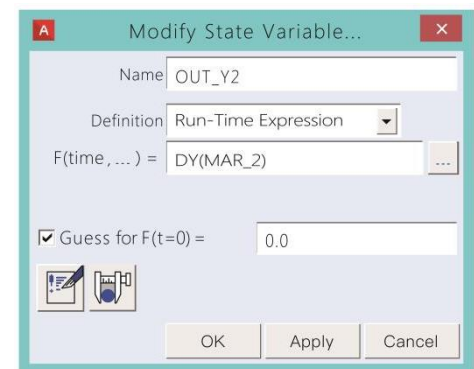 A Modify State Variable... ×
Name OUT_Y2
Definition Run-Time Expression
F(time,...) = DY(MAR_2) ...
Guess for F(t=0) = 0.0
OK Apply Cancel